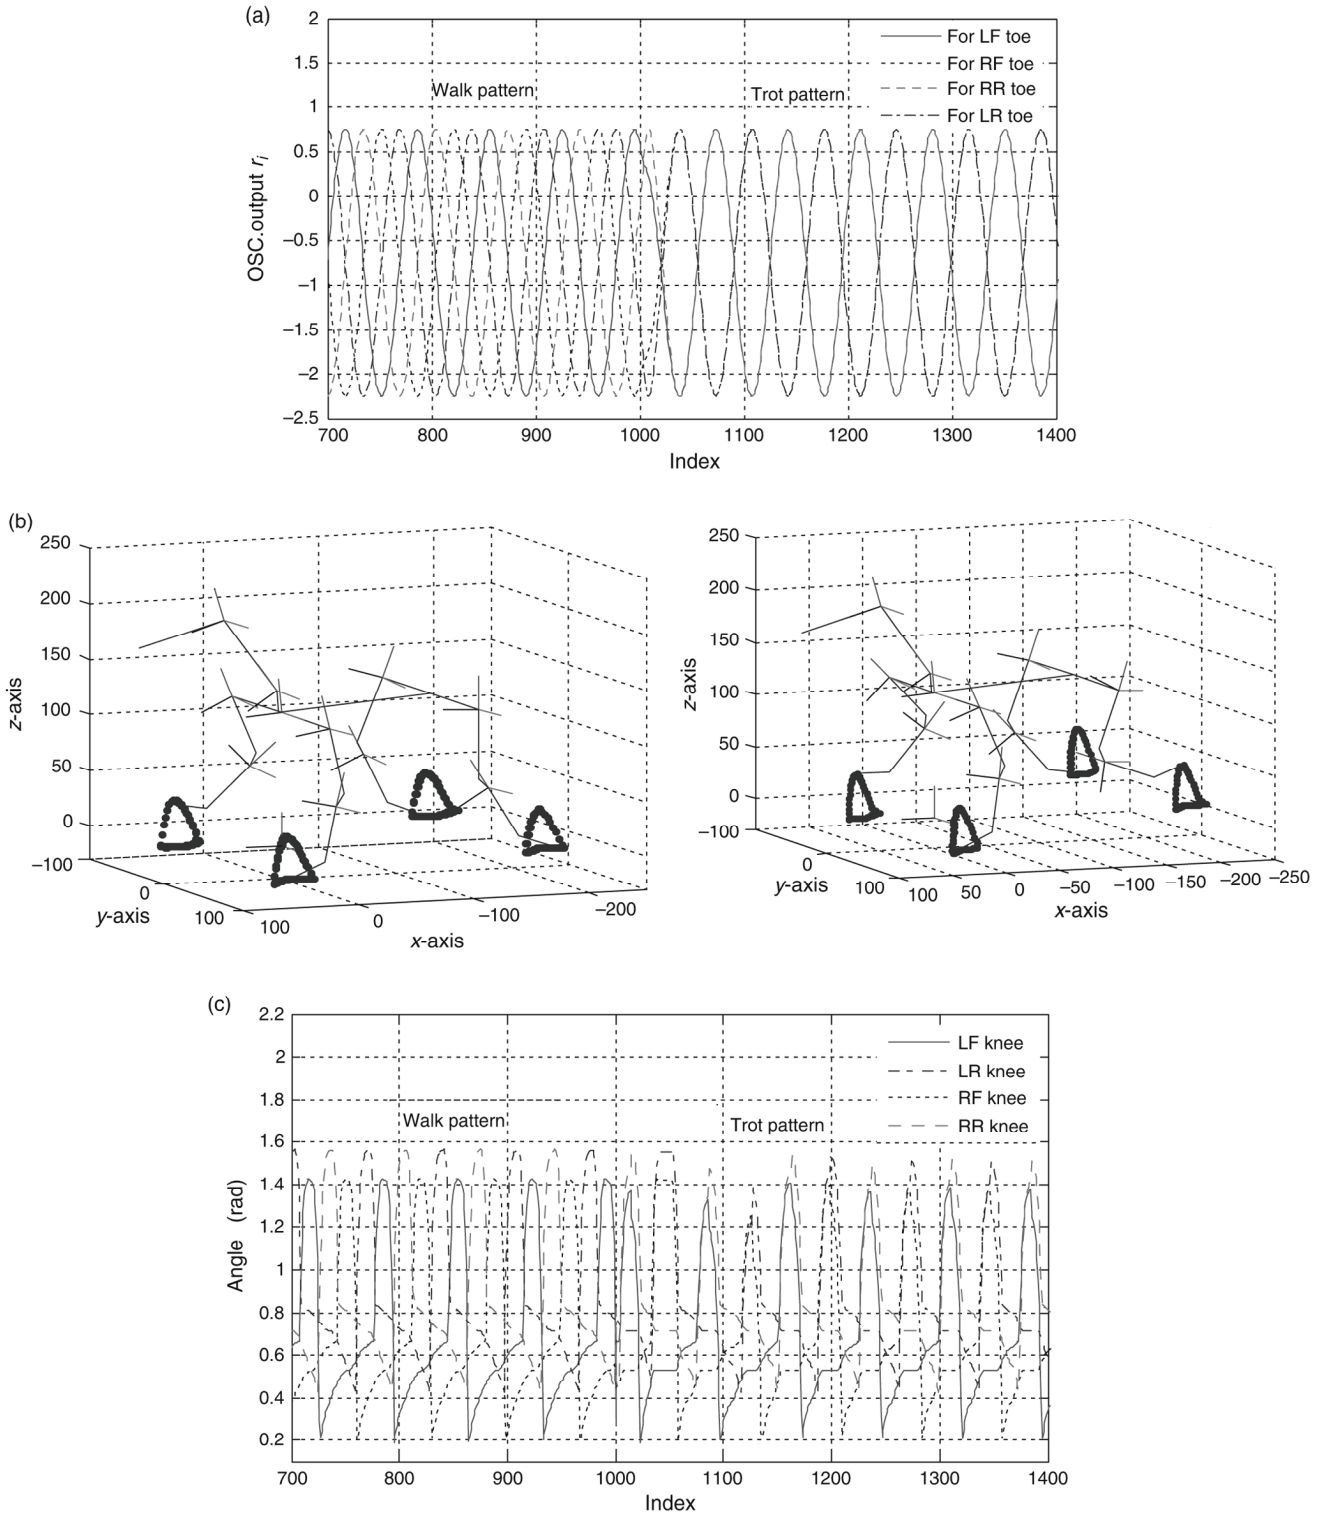 (a)
2
1.5
1
0.5
0
−0.5
−1
−1.5
−2
−2.5
OSC.output ri
Walk pattern
Trot pattern
For LF toe
For RF toe
For RR toe
For LR toe
700 800 900 1000 1100 1200 1300 1400
Index
(b)
250
200
150
100
50
0
−100
z-axis
0
100
y-axis
100 0 −100 −200
x-axis
250
200
150
100
50
0
−100
z-axis
0
100
y-axis
100 50 0 −50 −100 −150 −200 −250
x-axis
(c)
2.2
2
1.8
1.6
1.4
1.2
1
0.8
0.6
0.4
0.2
Angle (rad)
Walk pattern
Trot pattern
LF knee
LR knee
RF knee
RR knee
700 800 900 1000 1100 1200 1300 1400
Index